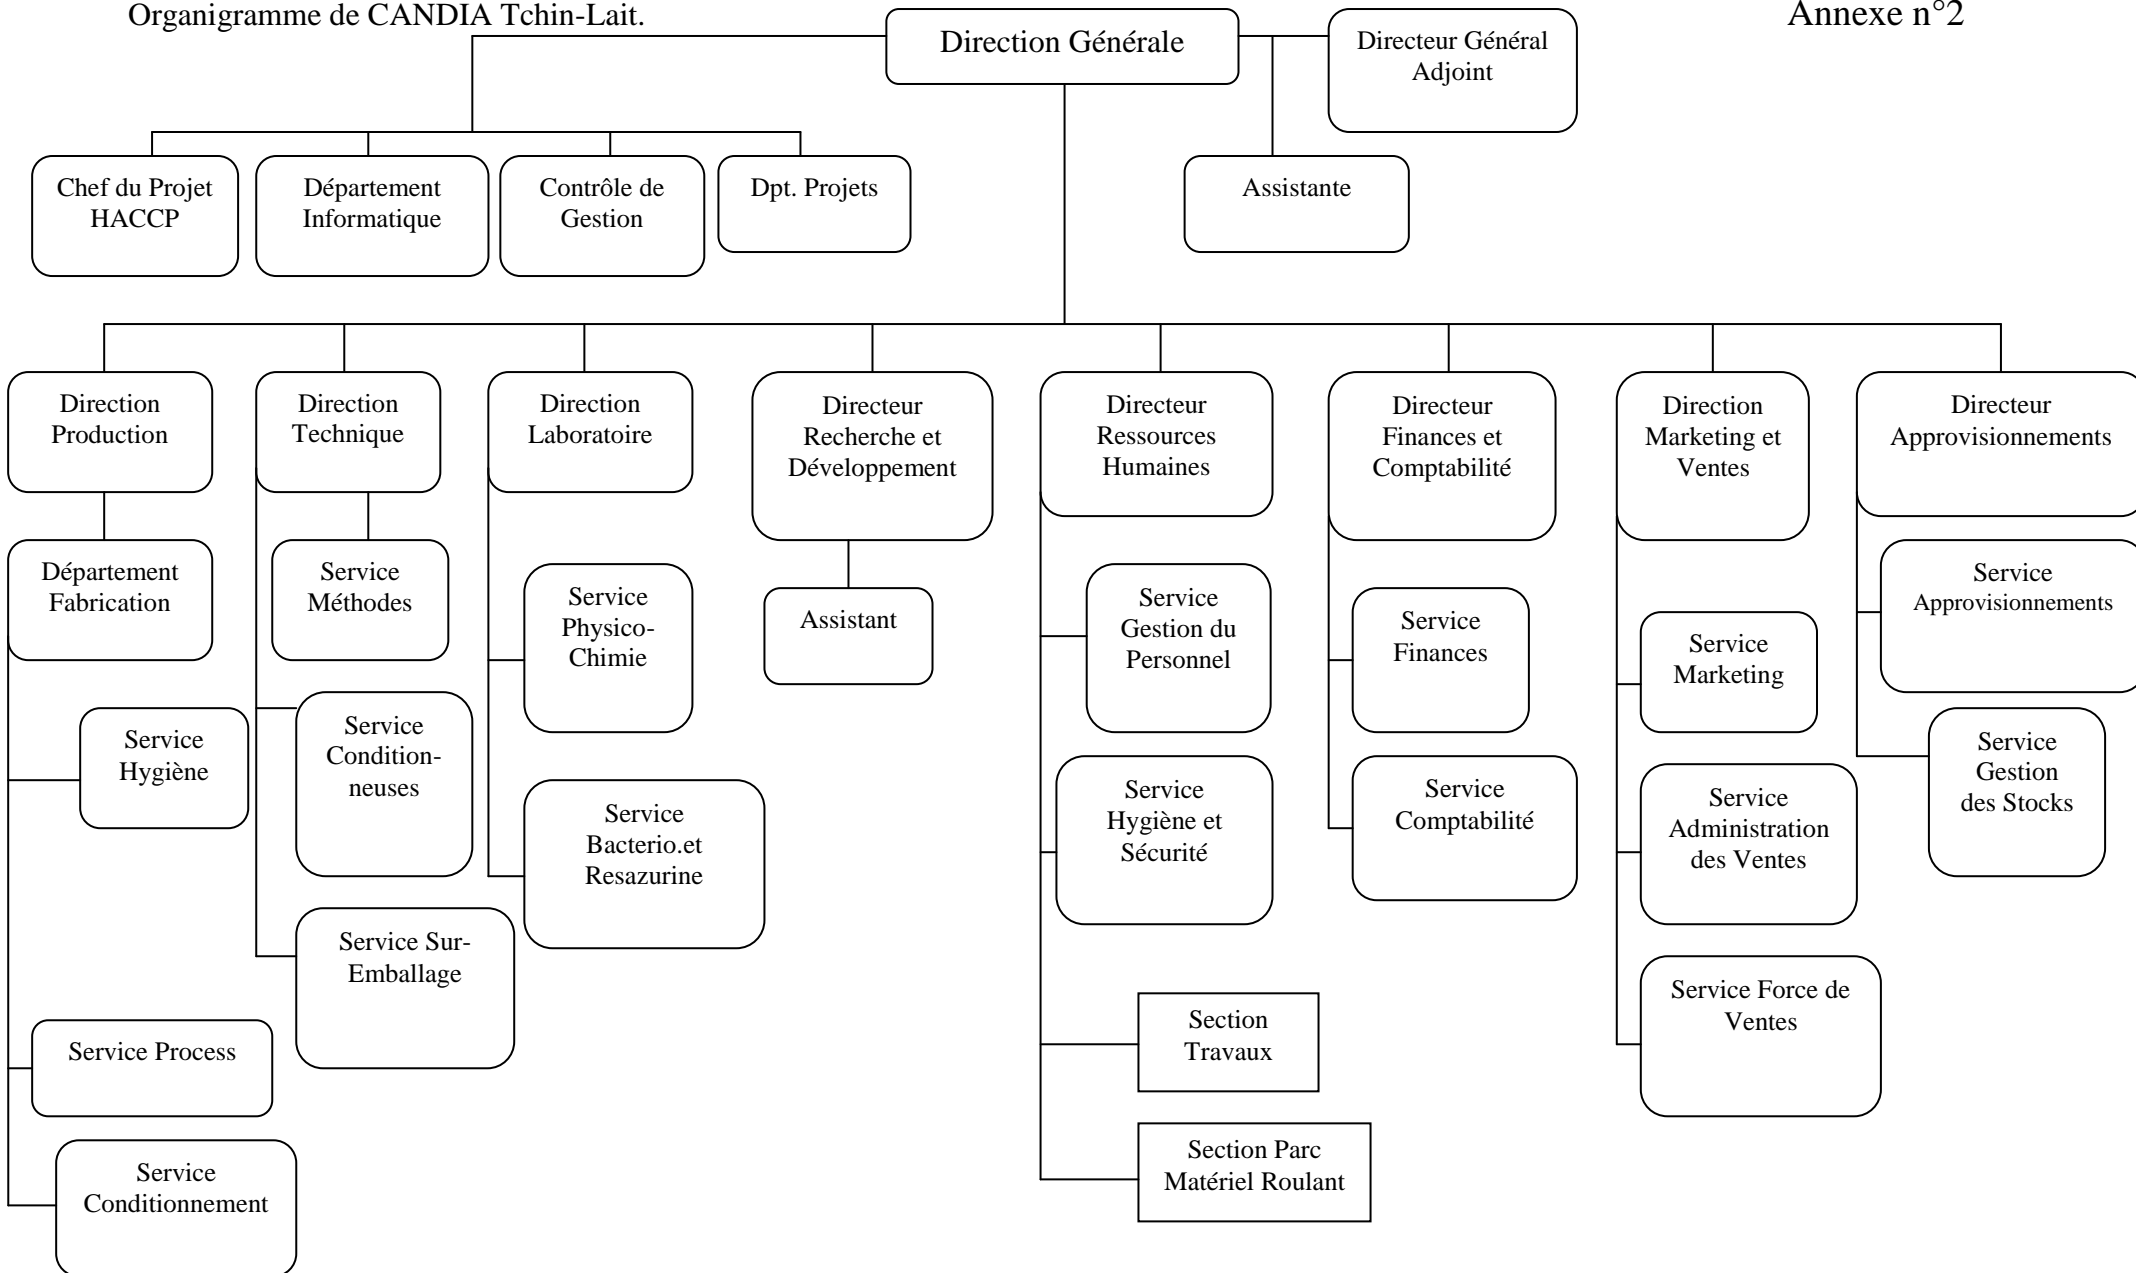 Organigramme de CANDIA Tchin-Lait.
Annexe n°2
Direction Générale
Directeur Général
Adjoint
Chef du Projet
HACCP
Département
Informatique
Contrôle de
Gestion
Dpt. Projets
Assistante
Direction
Production
Direction
Technique
Direction
Laboratoire
Directeur
Recherche et
Développement
Directeur
Ressources
Humaines
Directeur
Finances et
Comptabilité
Direction
Marketing et
Ventes
Directeur
Approvisionnements
Département
Fabrication
Service
Méthodes
Service
Physico-
Chimie
Assistant
Service
Gestion du
Personnel
Service
Finances
Service
Marketing
Service
Approvisionnements
Service
Hygiène
Service
Condition-
neuses
Service
Bacterio.et
Resazurine
Service
Hygiène et
Sécurité
Service
Comptabilité
Service
Administration
des Ventes
Service
Gestion
des Stocks
Service Sur-
Emballage
Service Process
Section
Travaux
Service Force de
Ventes
Service
Conditionnement
Section Parc
Matériel Roulant